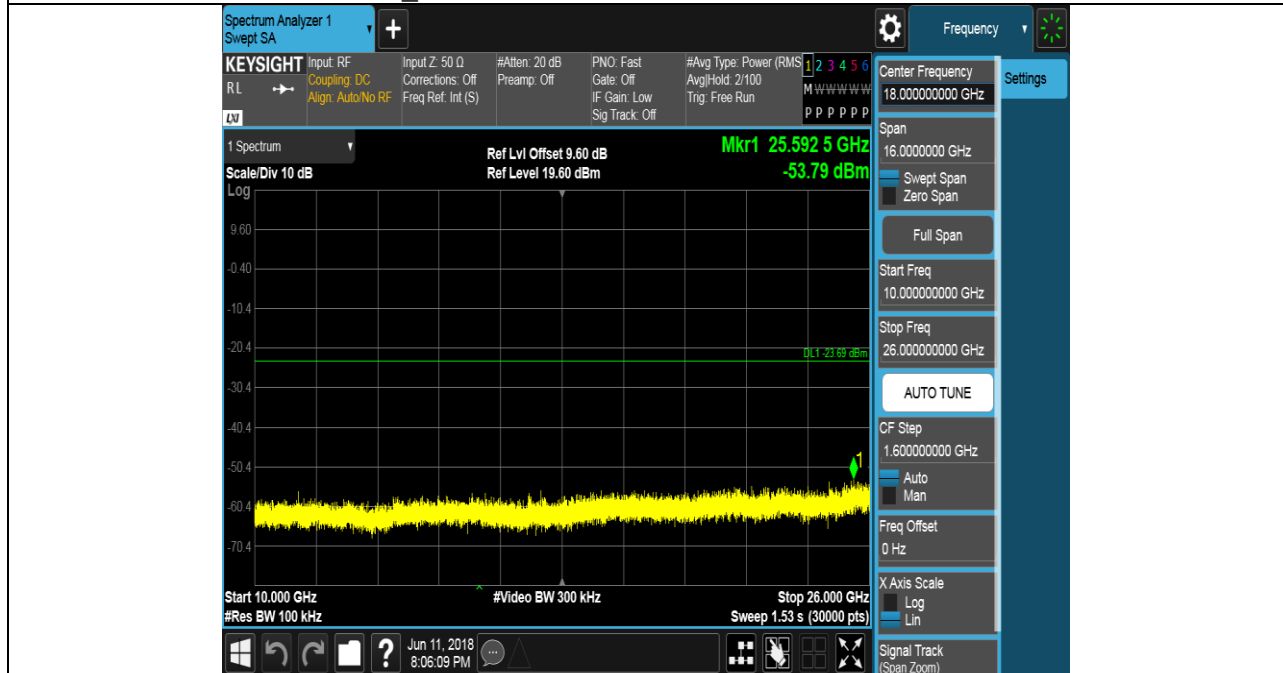 Spectrum Analyzer 1
Swept SA
+
Frequency
KEYSIGHT
RL
LXI
Input: RF
Coupling: DC
Align: Auto/No RF
Input Z: 50 Ω
Corrections: Off
Freq Ref: Int (S)
#Atten: 20 dB
Preamp: Off
PNO: Fast
Gate: Off
IF Gain: Low
Sig Track: Off
#Avg Type: Power (RMS
Avg|Hold: 2/100
Trig: Free Run
1 2 3 4 5 6
M W W W W W
P P P P P P
1 Spectrum
Scale/Div 10 dB
Ref Lvl Offset 9.60 dB
Ref Level 19.60 dBm
Mkr1 25.592 5 GHz
-53.79 dBm
Log
9.60
-0.40
-10.4
-20.4
DL1 -23.69 dBm
-30.4
-40.4
-50.4
1
-60.4
-70.4
Start 10.000 GHz
#Res BW 100 kHz
#Video BW 300 kHz
Stop 26.000 GHz
Sweep 1.53 s (30000 pts)
?
Jun 11, 2018
8:06:09 PM
Center Frequency
18.000000000 GHz
Settings
Span
16.0000000 GHz
Swept Span
Zero Span
Full Span
Start Freq
10.000000000 GHz
Stop Freq
26.000000000 GHz
AUTO TUNE
CF Step
1.600000000 GHz
Auto
Man
Freq Offset
0 Hz
X Axis Scale
Log
Lin
Signal Track
(Span Zoom)